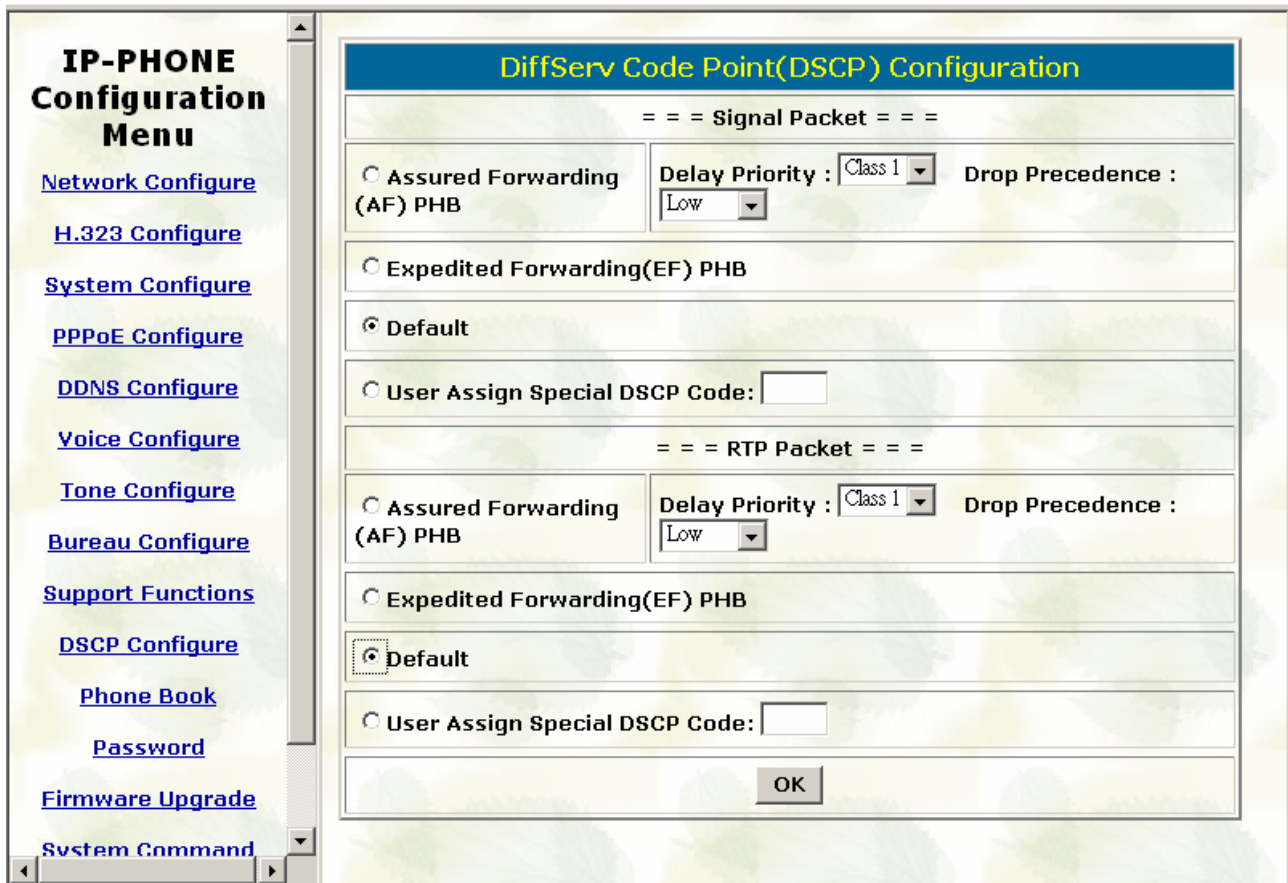 IP-PHONE
Configuration
Menu
Network Configure
H.323 Configure
System Configure
PPPoE Configure
DDNS Configure
Voice Configure
Tone Configure
Bureau Configure
Support Functions
DSCP Configure
Phone Book
Password
Firmware Upgrade
System Command
DiffServ Code Point(DSCP) Configuration
= = = Signal Packet = = =
Assured Forwarding
(AF) PHB
Delay Priority : Class 1 Drop Precedence :
Low
Expedited Forwarding(EF) PHB
Default
User Assign Special DSCP Code:
= = = RTP Packet = = =
Assured Forwarding
(AF) PHB
Delay Priority : Class 1 Drop Precedence :
Low
Expedited Forwarding(EF) PHB
Default
User Assign Special DSCP Code:
OK